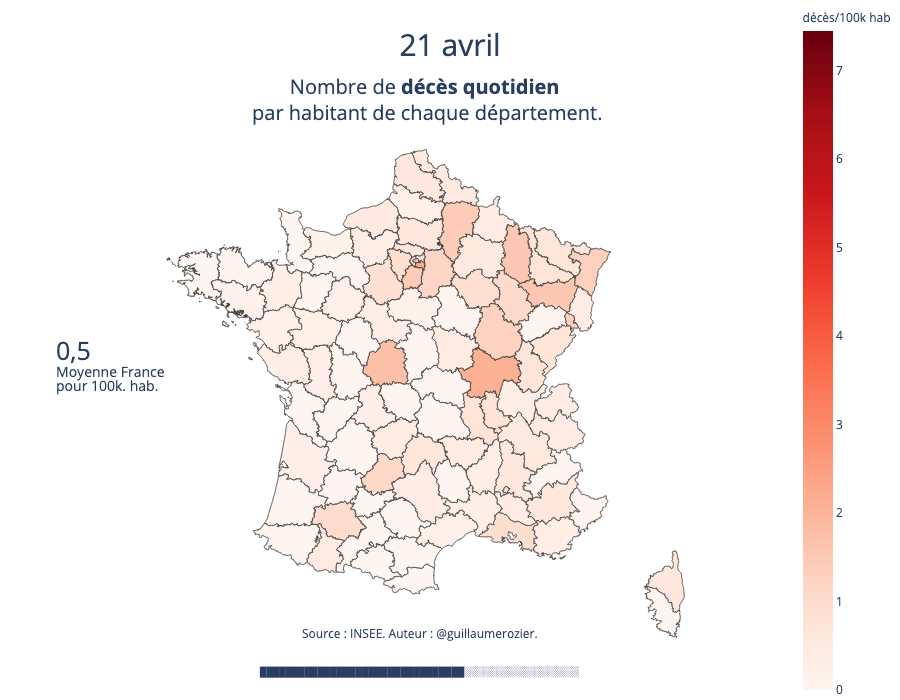 décès/100k hab
21 avril
Nombre de décès quotidien
par habitant de chaque département.
7
6
5
4
3
2
1
0
0,5
Moyenne France
pour 100k. hab.
Source : INSEE. Auteur : @guillaumerozier.